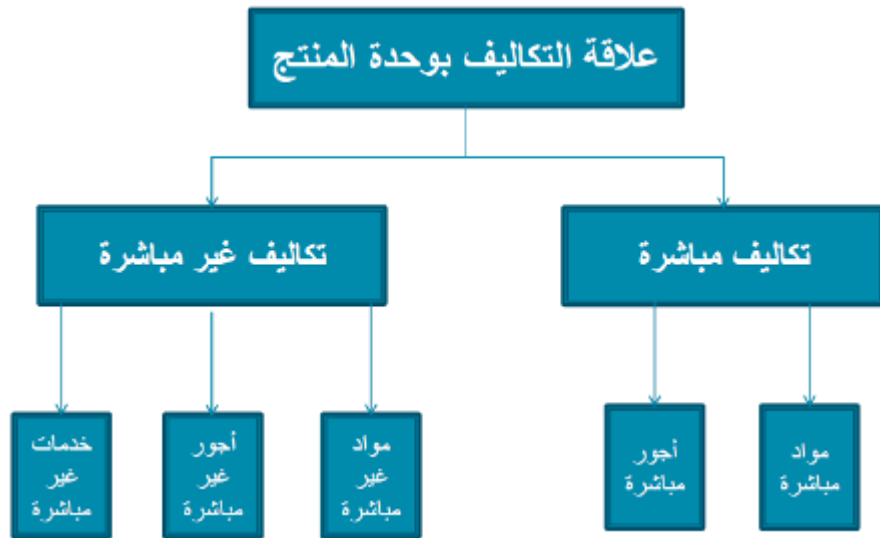 علاقة التكاليف بوحدة المنتج
تكاليف مباشرة
تكاليف غير مباشرة
مواد
مباشرة
أجور
مباشرة
مواد
غير
مباشرة
أجور
غير
مباشرة
خدمات
غير
مباشرة